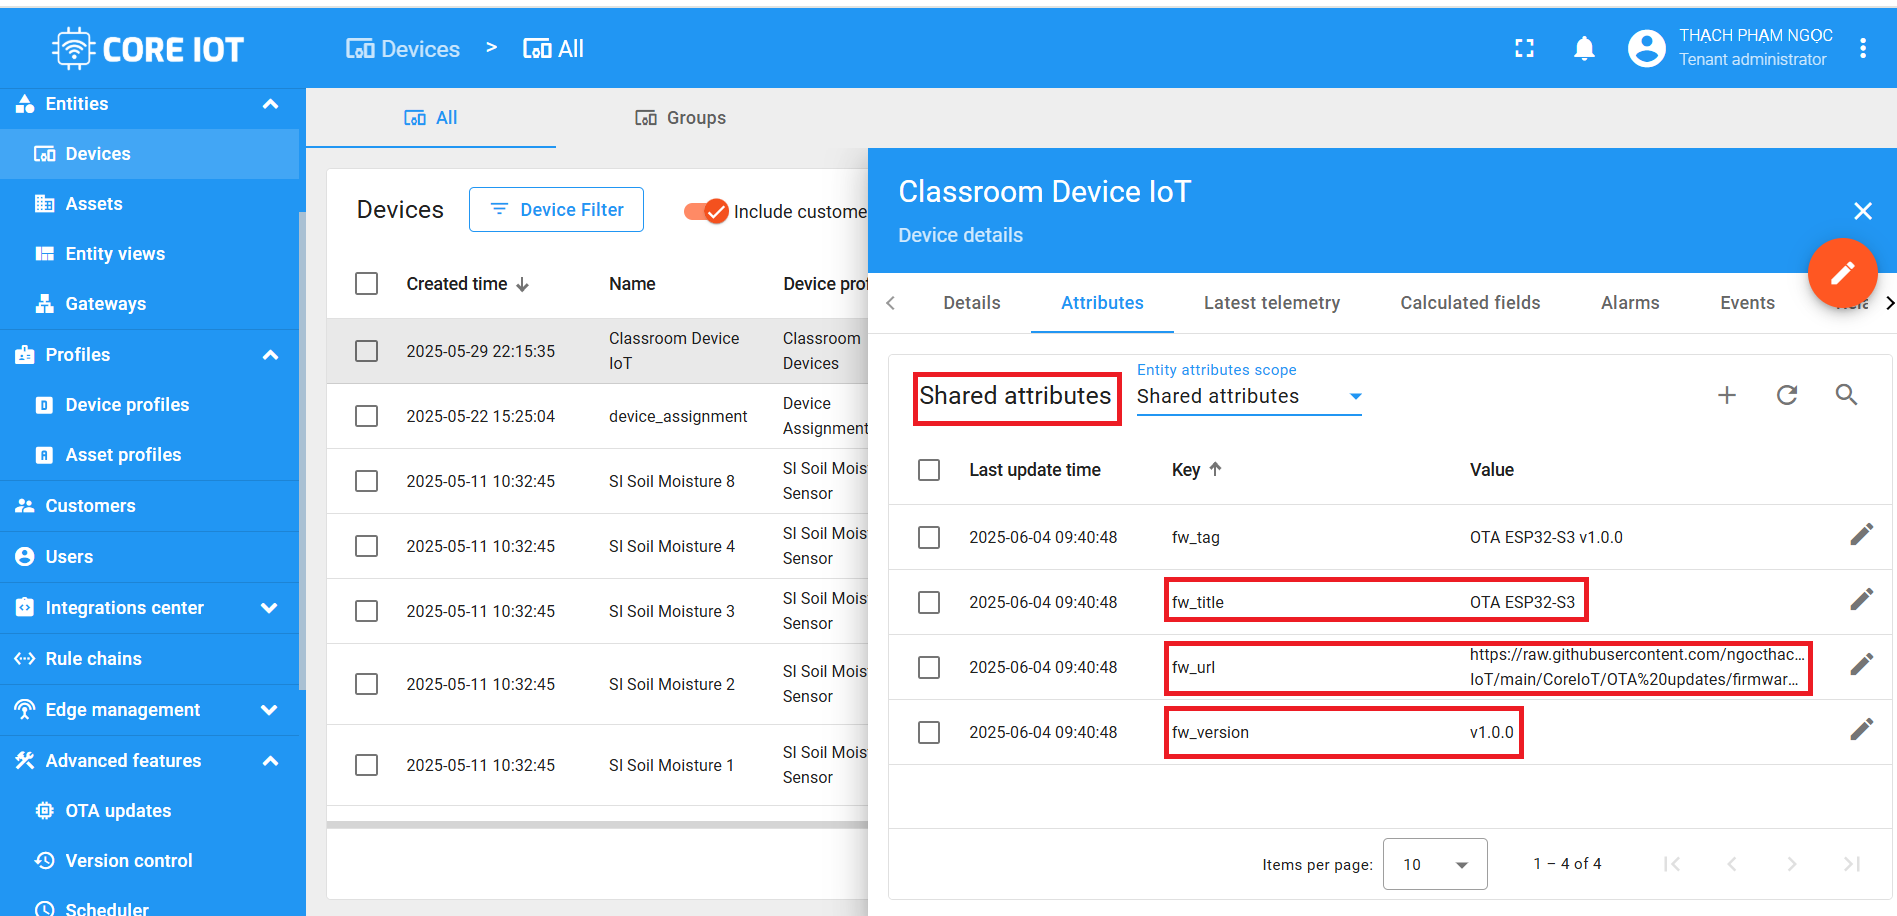 CORE IOT
Devices > All
THẠCH PHẠM NGỌC
Tenant administrator
Entities
Devices
Assets
Entity views
Gateways
Profiles
Device profiles
Asset profiles
Customers
Users
Integrations center
Rule chains
Edge management
Advanced features
OTA updates
Version control
Scheduler
All
Groups
Devices
Device Filter
Include custome
Created time
Name
Device prof
2025-05-29 22:15:35
Classroom Device
IoT
Classroom
Devices
2025-05-22 15:25:04
device_assignment
Device
Assignment
2025-05-11 10:32:45
SI Soil Moisture 8
SI Soil Mois
Sensor
2025-05-11 10:32:45
SI Soil Moisture 4
SI Soil Mois
Sensor
2025-05-11 10:32:45
SI Soil Moisture 3
SI Soil Mois
Sensor
2025-05-11 10:32:45
SI Soil Moisture 2
SI Soil Mois
Sensor
2025-05-11 10:32:45
SI Soil Moisture 1
SI Soil Mois
Sensor
Classroom Device IoT
Device details
Details
Attributes
Latest telemetry
Calculated fields
Alarms
Events
Shared attributes
Entity attributes scope
Shared attributes
Last update time
Key
Value
2025-06-04 09:40:48
fw_tag
OTA ESP32-S3 v1.0.0
2025-06-04 09:40:48
fw_title
OTA ESP32-S3
2025-06-04 09:40:48
fw_url
https://raw.githubusercontent.com/ngocthac...
IoT/main/CoreIoT/OTA%20updates/firmwar...
2025-06-04 09:40:48
fw_version
v1.0.0
Items per page:
10
1 – 4 of 4